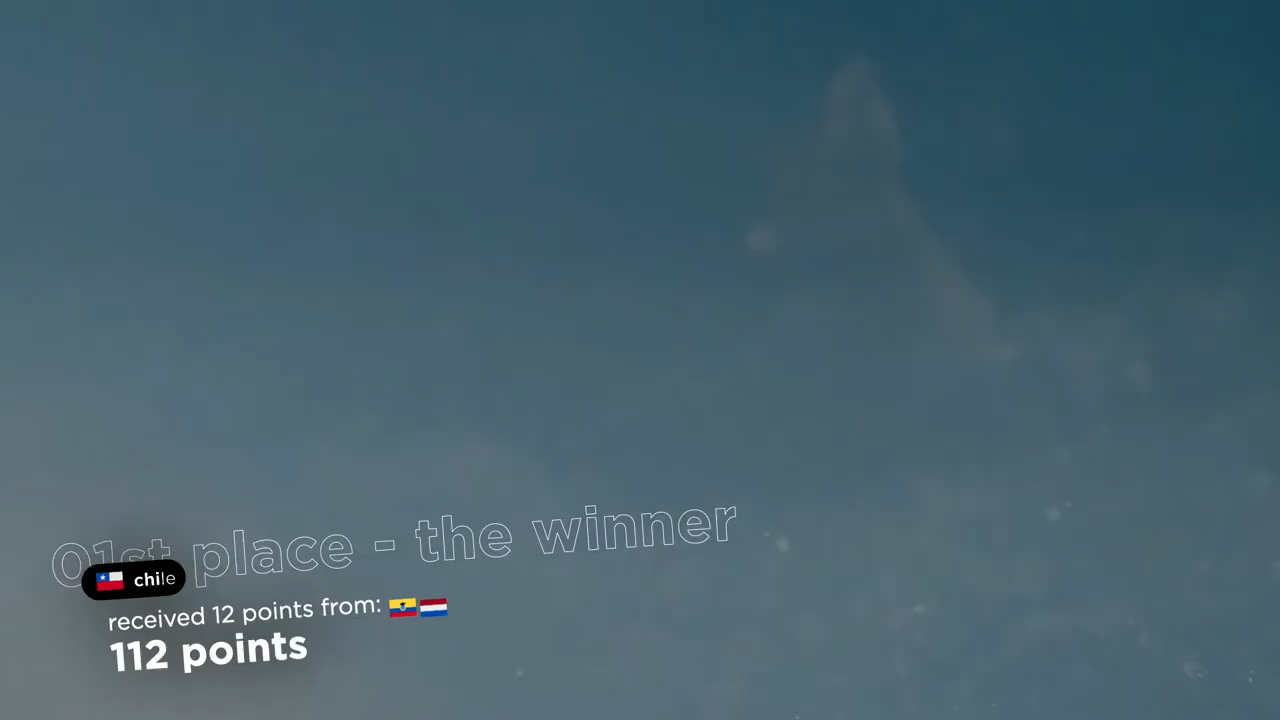 01st place - the winner
chile
received 12 points from:
112 points